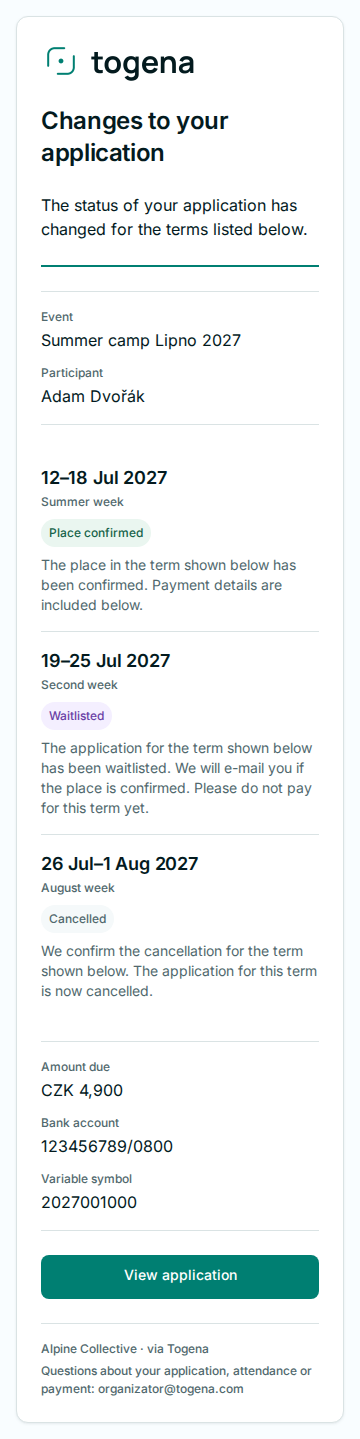 togena
Changes to your
application
The status of your application has
changed for the terms listed below.
Event
Summer camp Lipno 2027
Participant
Adam Dvořák
12–18 Jul 2027
Summer week
Place confirmed
The place in the term shown below has
been confirmed. Payment details are
included below.
19–25 Jul 2027
Second week
Waitlisted
The application for the term shown below
has been waitlisted. We will e-mail you if
the place is confirmed. Please do not pay
for this term yet.
26 Jul–1 Aug 2027
August week
Cancelled
We confirm the cancellation for the term
shown below. The application for this term
is now cancelled.
Amount due
CZK 4,900
Bank account
123456789/0800
Variable symbol
2027001000
View application
Alpine Collective · via Togena
Questions about your application, attendance or
payment: organizator@togena.com